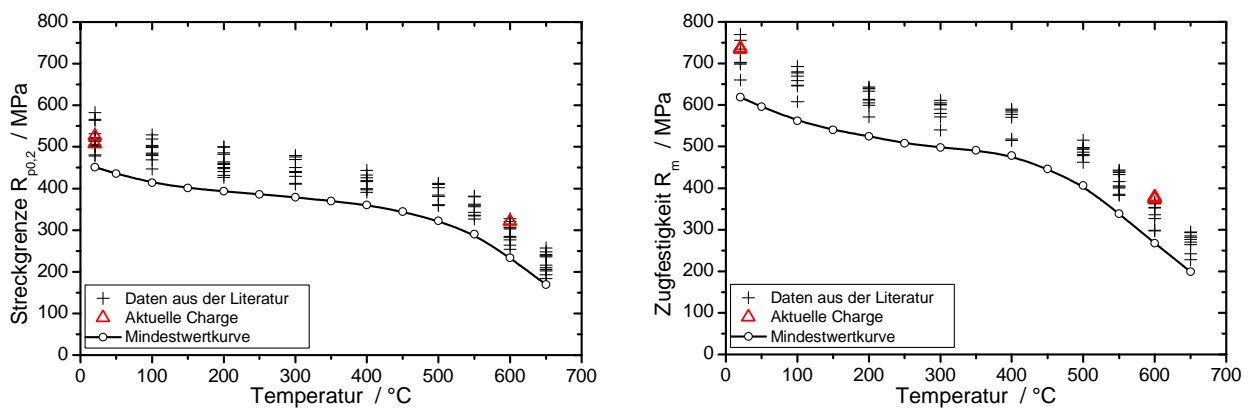 800
700
600
500
400
300
200
100
0
Streckgrenze R_p0,2 / MPa
Daten aus der Literatur
Aktuelle Charge
Mindestwertkurve
0 100 200 300 400 500 600 700
Temperatur / °C
800
700
600
500
400
300
200
100
0
Zugfestigkeit R_m / MPa
Daten aus der Literatur
Aktuelle Charge
Mindestwertkurve
0 100 200 300 400 500 600 700
Temperatur / °C